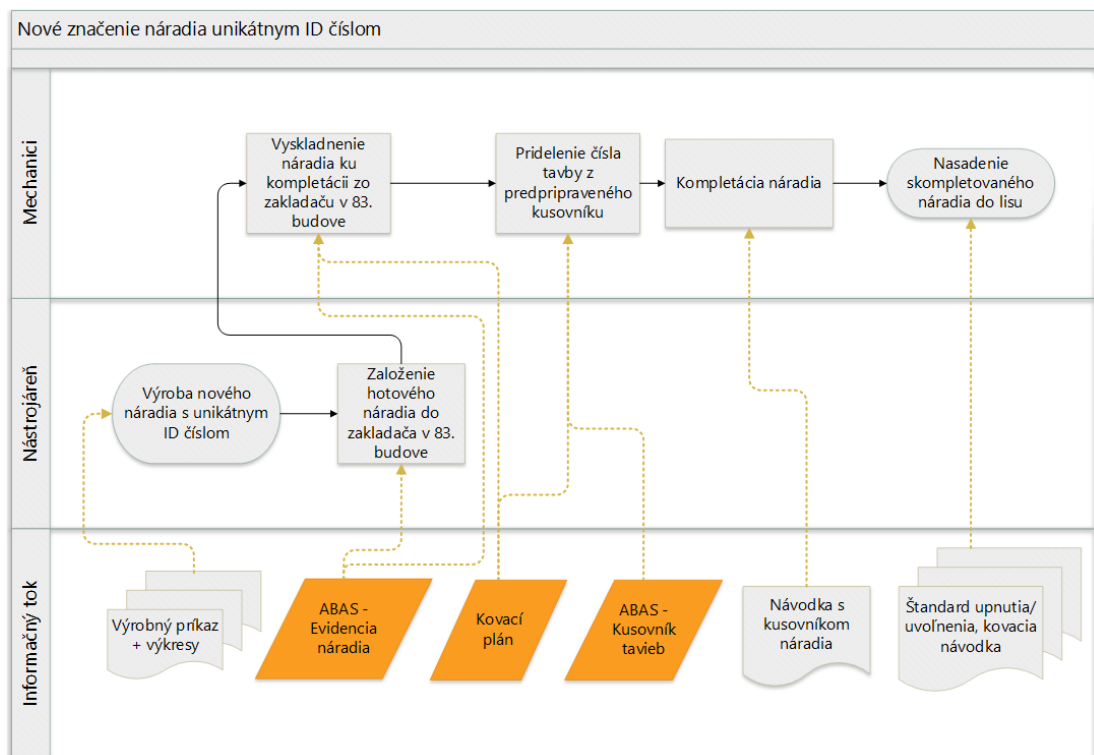 Nové značenie náradia unikátnym ID číslom
Mechanici
Vyskladnenie
náradia ku
kompletácii zo
zakladaču v 83.
budove
Pridelenie čísla
tavby z
predpripraveného
kusovníku
Kompletácia náradia
Nasadenie
skompletovaného
náradia do lisu
Nástrojáreň
Výroba nového
náradia s unikátnym
ID číslom
Založenie
hotového
náradia do
zakladača v 83.
budove
Informačný tok
Výrobný príkaz
+ výkresy
ABAS -
Evidencia
náradia
Kovací
plán
ABAS -
Kusovník
tavieb
Návodka s
kusovníkom
náradia
Štandard upnutia/
uvoľnenia, kovacia
návodka